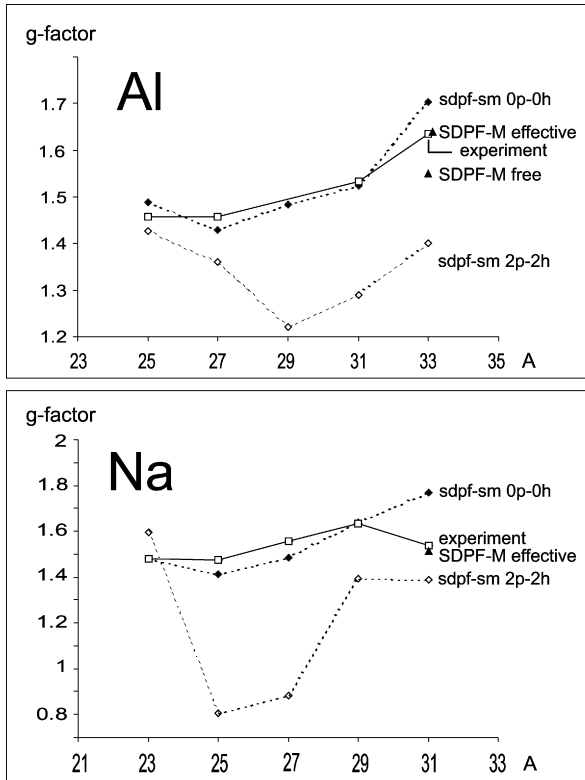 g-factor
Al
1.7
1.6
1.5
1.4
1.3
1.2
sdpf-sm 0p-0h
SDPF-M effective
experiment
SDPF-M free
sdpf-sm 2p-2h
23 25 27 29 31 33 35 A
g-factor
Na
2
1.8
1.6
1.4
1.2
1
0.8
sdpf-sm 0p-0h
experiment
SDPF-M effective
sdpf-sm 2p-2h
21 23 25 27 29 31 33 A